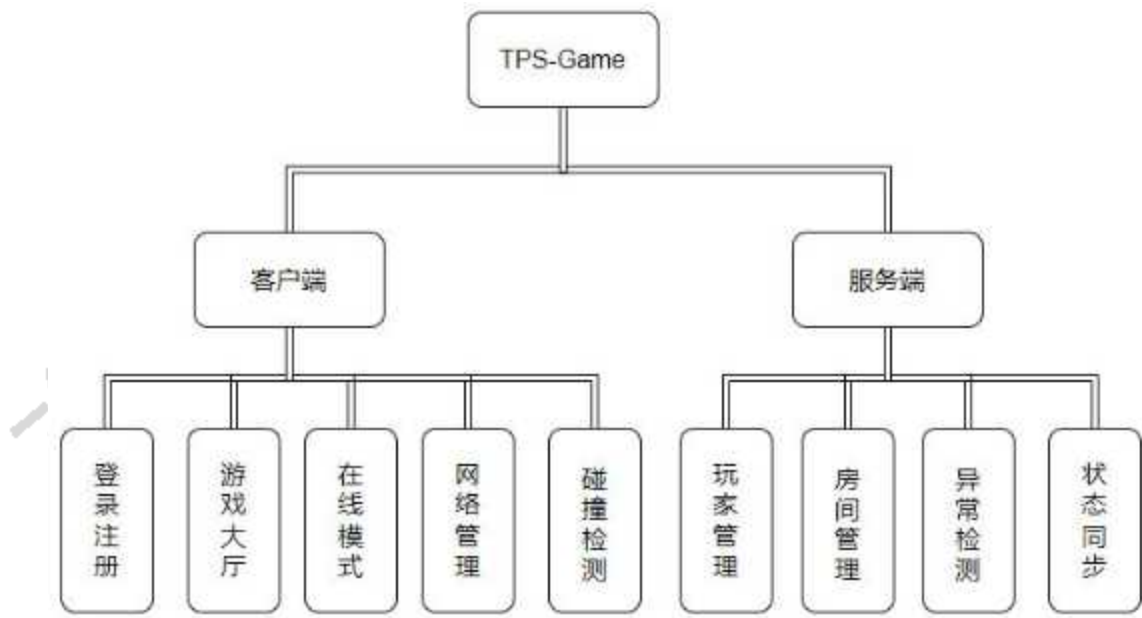 TPS-Game
客户端
服务端
登录注册
游戏大厅
在线模式
网络管理
碰撞检测
玩家管理
房间管理
异常检测
状态同步